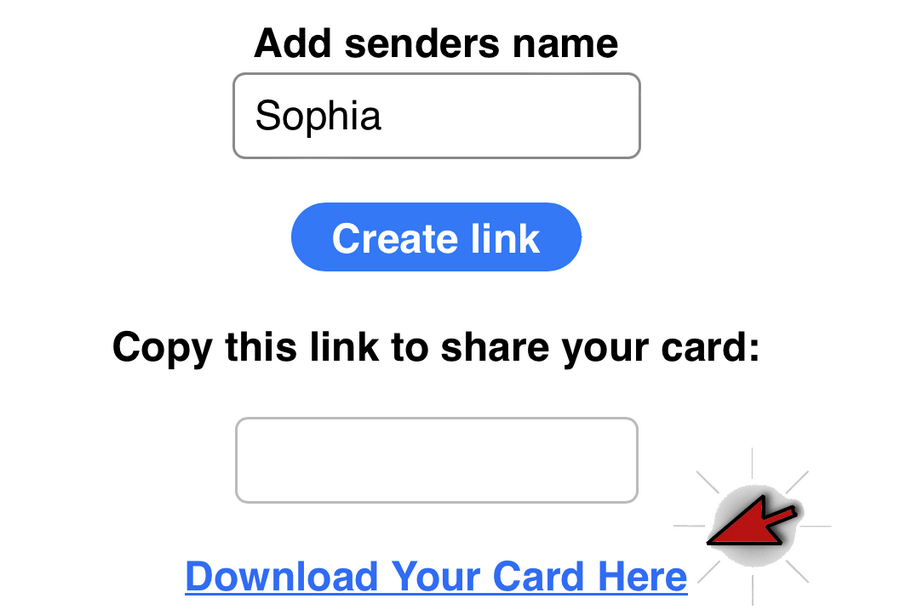 Add senders name
Sophia
Create link
Copy this link to share your card:
Download Your Card Here